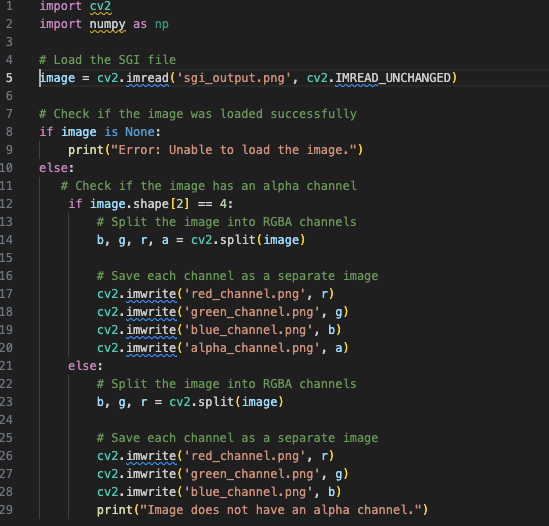 1 import cv2
2 import numpy as np
3
4 # Load the SGI file
5 image = cv2.imread('sgi_output.png', cv2.IMREAD_UNCHANGED)
6
7 # Check if the image was loaded successfully
8 if image is None:
9     print("Error: Unable to load the image.")
10 else:
11    # Check if the image has an alpha channel
12     if image.shape[2] == 4:
13         # Split the image into RGBA channels
14         b, g, r, a = cv2.split(image)
15
16         # Save each channel as a separate image
17         cv2.imwrite('red_channel.png', r)
18         cv2.imwrite('green_channel.png', g)
19         cv2.imwrite('blue_channel.png', b)
20         cv2.imwrite('alpha_channel.png', a)
21     else:
22         # Split the image into RGBA channels
23         b, g, r = cv2.split(image)
24
25         # Save each channel as a separate image
26         cv2.imwrite('red_channel.png', r)
27         cv2.imwrite('green_channel.png', g)
28         cv2.imwrite('blue_channel.png', b)
29         print("Image does not have an alpha channel.")